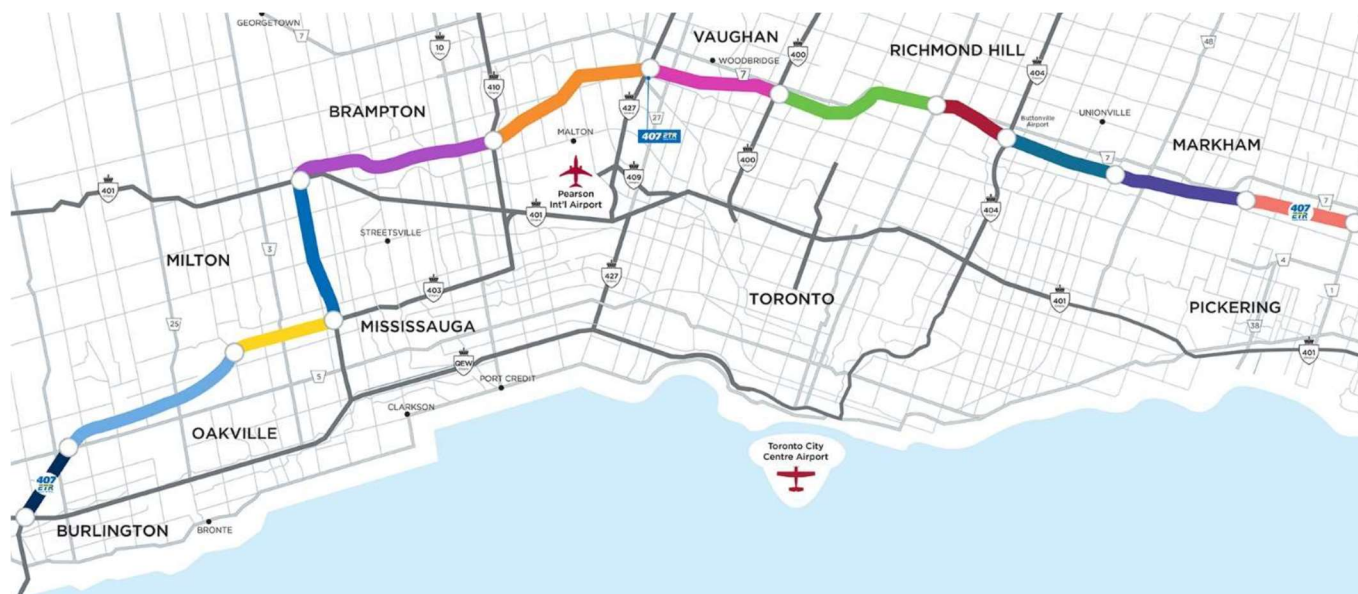 GEORGETOWN
7
10
VAUGHAN
WOODBRIDGE
400
RICHMOND HILL
48
410
7
404
427
27
BRAMPTON
MALTON
407
ETR
Buttonville
Airport
UNIONVILLE
MARKHAM
7
400
409
Pearson
Int'l Airport
401
401
404
7
407
ETR
STREETSVILLE
3
MILTON
403
427
TORONTO
401
4
1
PICKERING
25
MISSISSAUGA
38
401
QEW
5
PORT CREDIT
CLARKSON
OAKVILLE
Toronto City
Centre Airport
407
ETR
BURLINGTON
BRONTE